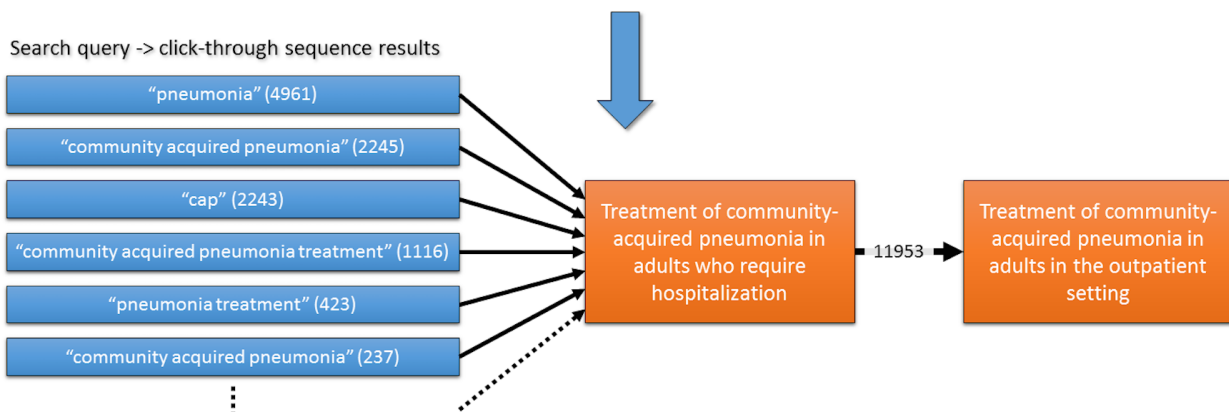 Search query -> click-through sequence results
“pneumonia” (4961)
“community acquired pneumonia” (2245)
“cap” (2243)
“community acquired pneumonia treatment” (1116)
“pneumonia treatment” (423)
“community acquired pneumonia” (237)
Treatment of community-
acquired pneumonia in
adults who require
hospitalization
11953
Treatment of community-
acquired pneumonia in
adults in the outpatient
setting